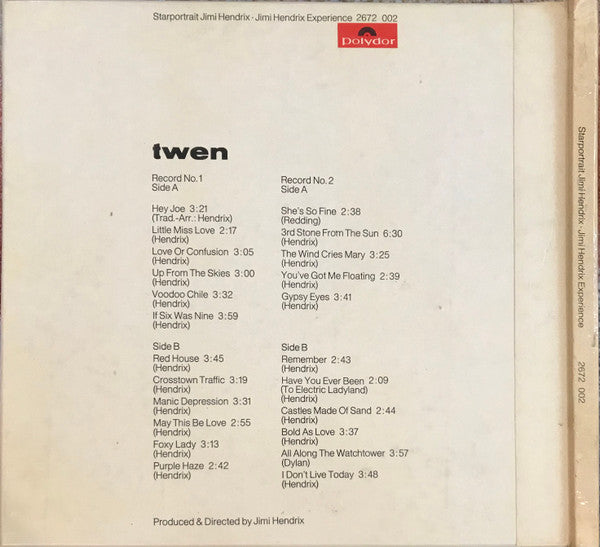 Starportrait Jimi Hendrix · Jimi Hendrix Experience 2672 002
Polydor
twen
Record No. 1
Side A
Hey Joe 3:21
(Trad.-Arr.: Hendrix)
Little Miss Love 2:17
(Hendrix)
Love Or Confusion 3:05
(Hendrix)
Up From The Skies 3:00
(Hendrix)
Voodoo Chile 3:32
(Hendrix)
If Six Was Nine 3:59
(Hendrix)
Side B
Red House 3:45
(Hendrix)
Crosstown Traffic 3:19
(Hendrix)
Manic Depression 3:31
(Hendrix)
May This Be Love 2:55
(Hendrix)
Foxy Lady 3:13
(Hendrix)
Purple Haze 2:42
(Hendrix)
Record No. 2
Side A
She's So Fine 2:38
(Redding)
3rd Stone From The Sun 6:30
(Hendrix)
The Wind Cries Mary 3:25
(Hendrix)
You've Got Me Floating 2:39
(Hendrix)
Gypsy Eyes 3:41
(Hendrix)
Side B
Remember 2:43
(Hendrix)
Have You Ever Been 2:09
(To Electric Ladyland)
(Hendrix)
Castles Made Of Sand 2:44
(Hendrix)
Bold As Love 3:37
(Hendrix)
All Along The Watchtower 3:57
(Dylan)
I Don't Live Today 3:48
(Hendrix)
Produced & Directed by Jimi Hendrix
Starportrait Jimi Hendrix · Jimi Hendrix Experience 2672 002